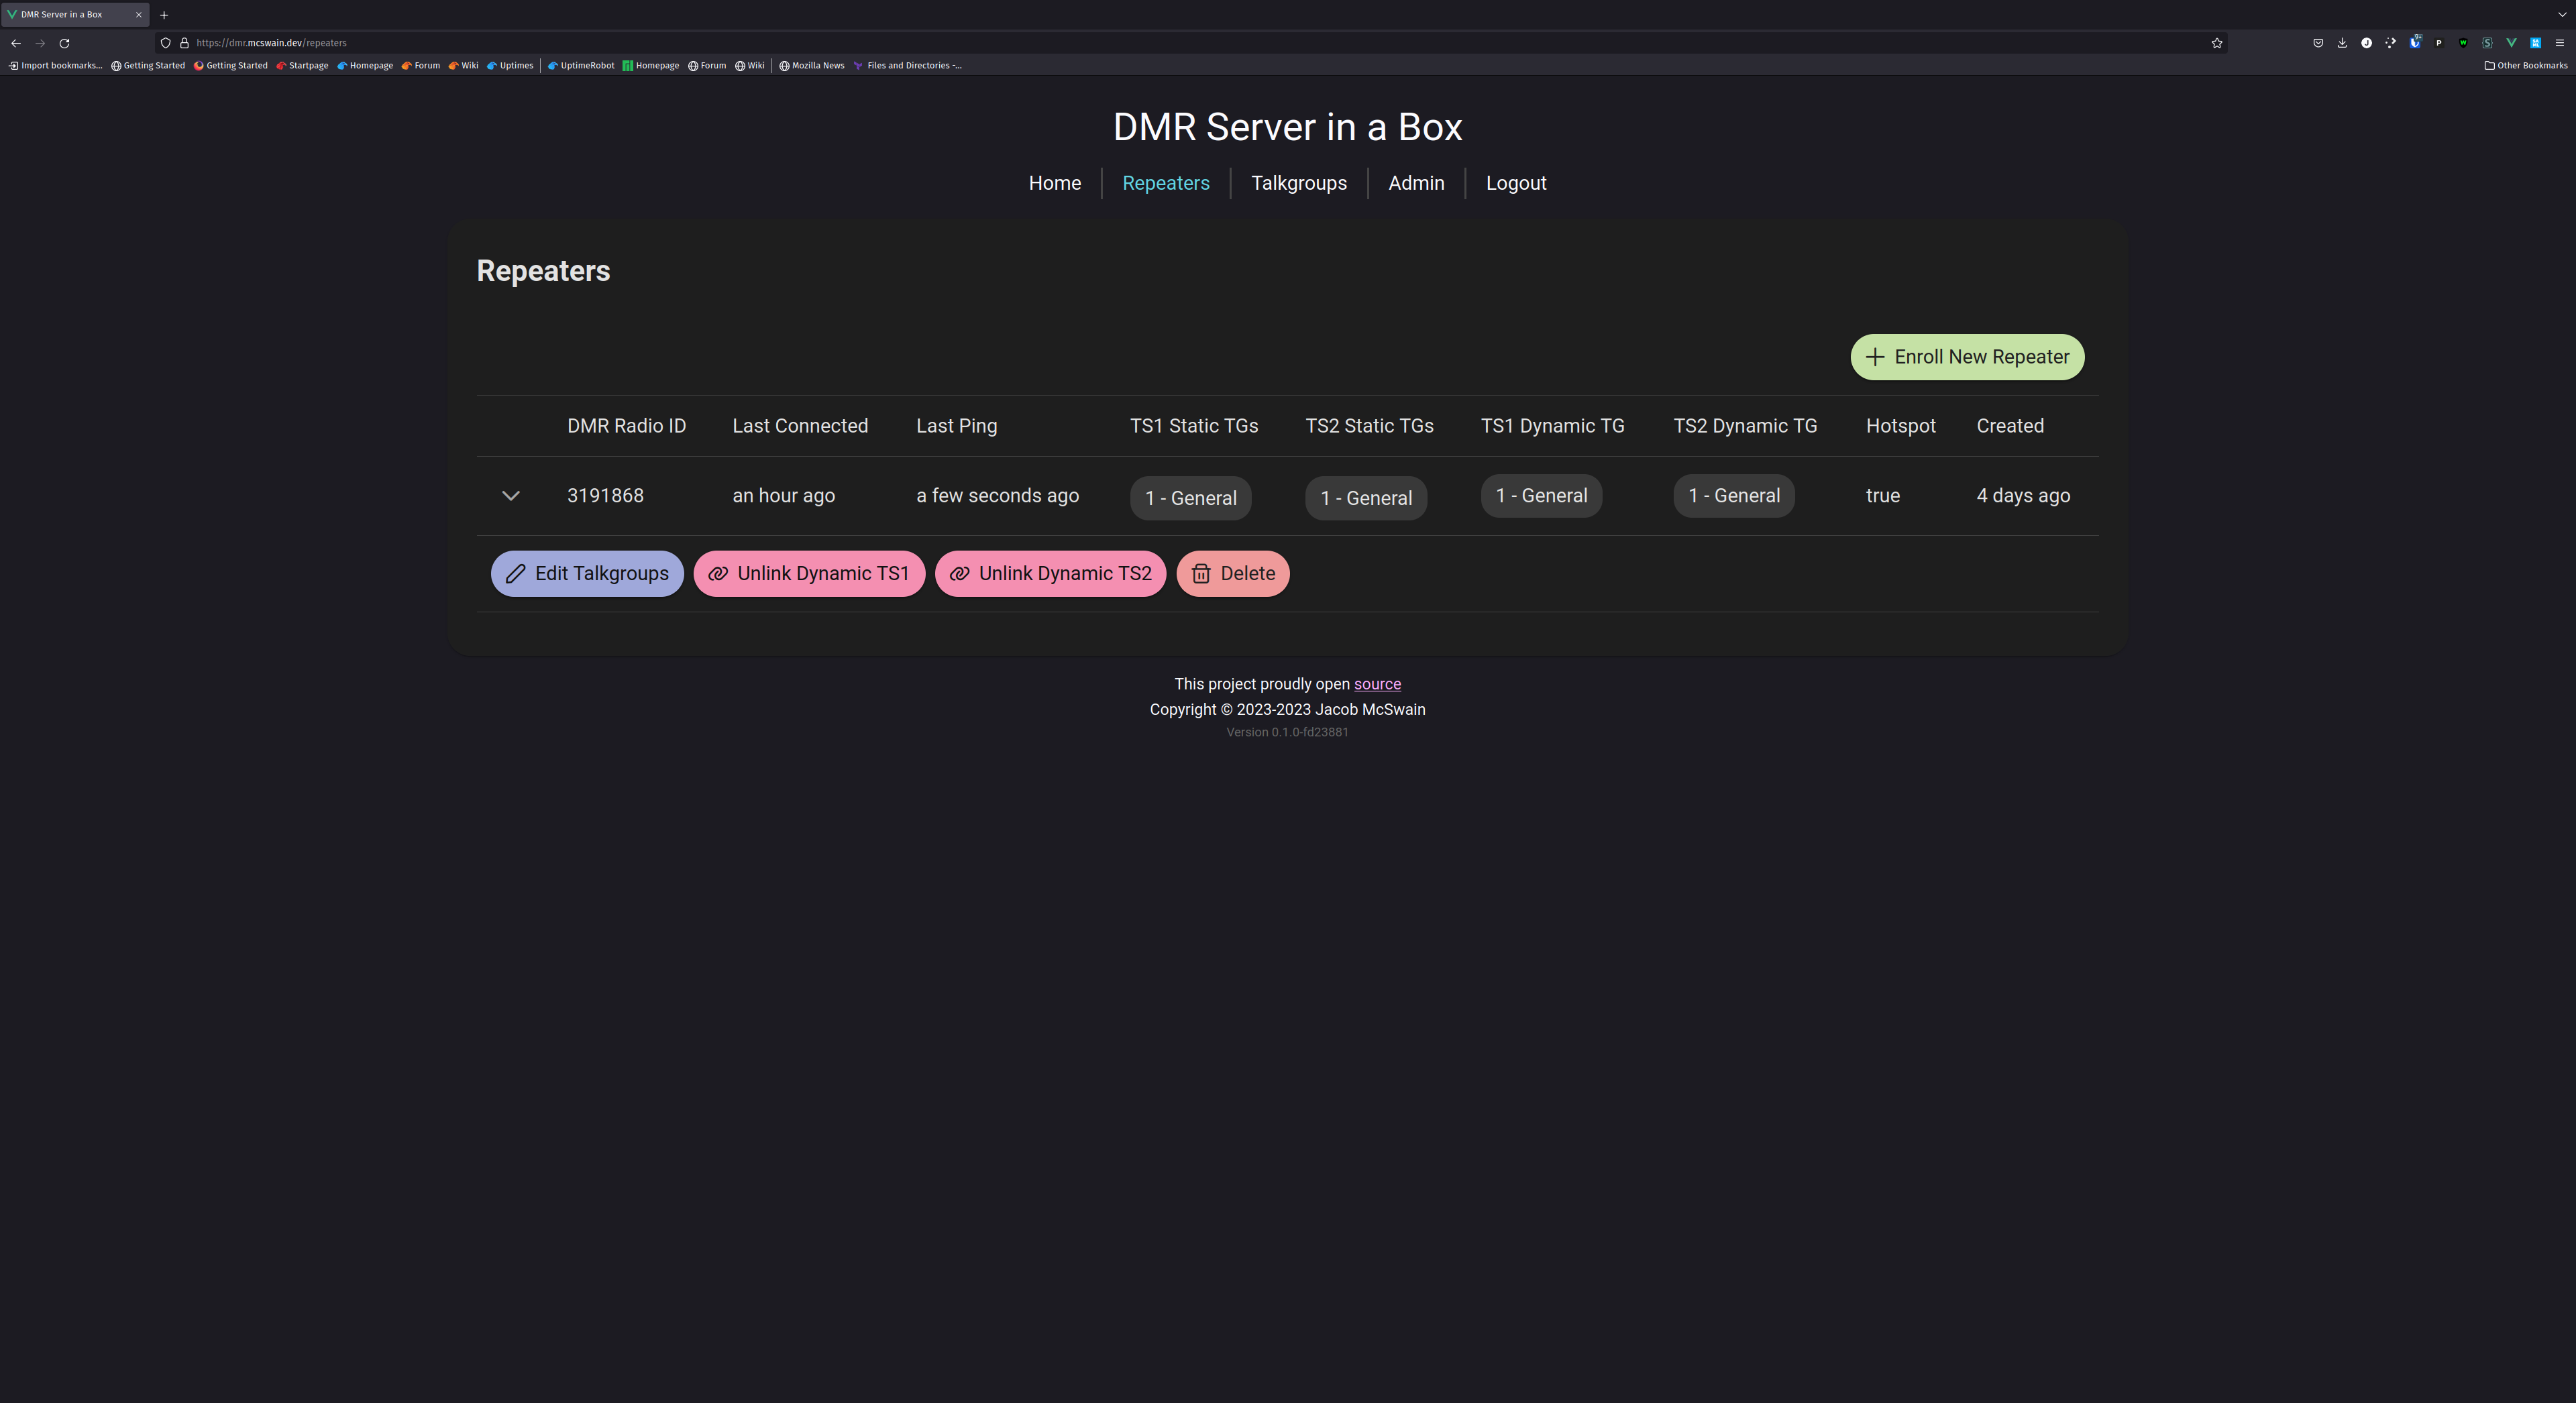 DMR Server in a Box
https://dmr.mcswain.dev/repeaters
Import bookmarks... Getting Started Getting Started Startpage Homepage Forum Wiki Uptimes UptimeRobot Homepage Forum Wiki Mozilla News Files and Directories -... Other Bookmarks
DMR Server in a Box
Home Repeaters Talkgroups Admin Logout
Repeaters
Enroll New Repeater
DMR Radio ID Last Connected Last Ping TS1 Static TGs TS2 Static TGs TS1 Dynamic TG TS2 Dynamic TG Hotspot Created
3191868 an hour ago a few seconds ago 1 - General 1 - General 1 - General 1 - General true 4 days ago
Edit Talkgroups Unlink Dynamic TS1 Unlink Dynamic TS2 Delete
This project proudly open source
Copyright © 2023-2023 Jacob McSwain
Version 0.1.0-fd23881